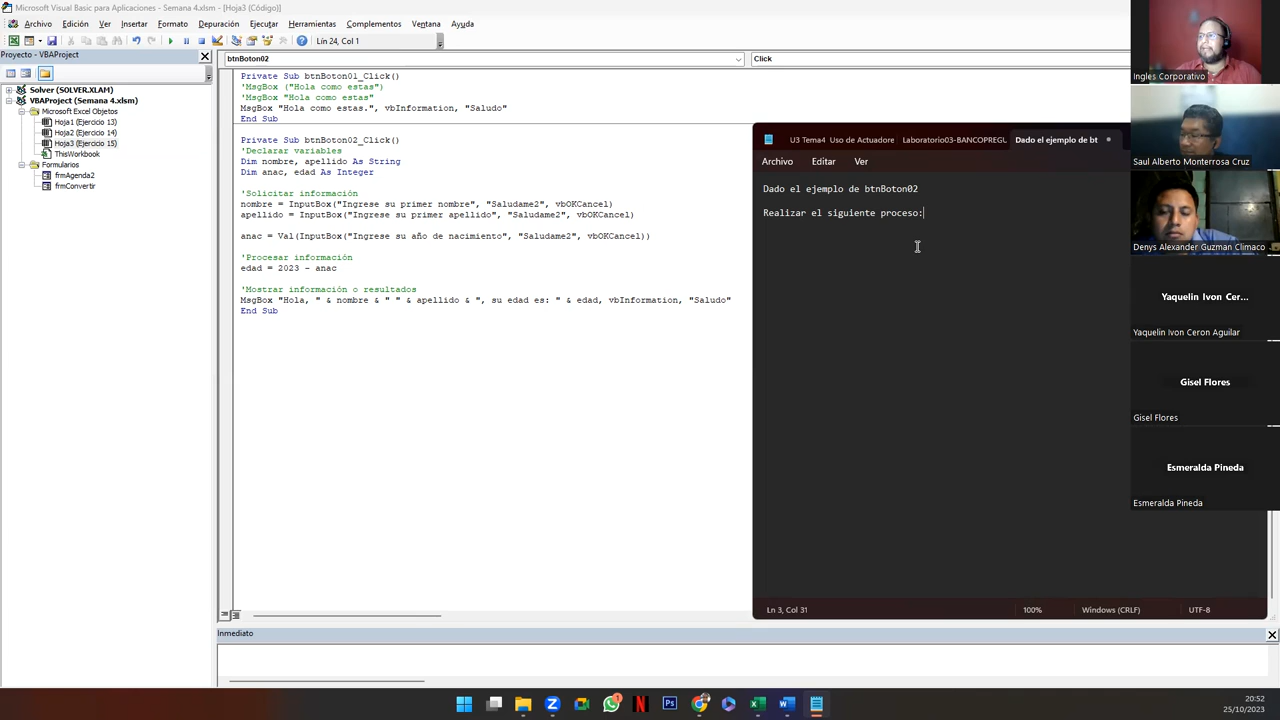 Microsoft Visual Basic para Aplicaciones - Semana 4.xlsm - [Hoja3 (Código)]
Archivo Edición Ver Insertar Formato Depuración Ejecutar Herramientas Complementos Ventana Ayuda
Lín 24, Col 1
Proyecto - VBAProject
Solver (SOLVER.XLAM)
VBAProject (Semana 4.xlsm)
Microsoft Excel Objetos
Hoja1 (Ejercicio 13)
Hoja2 (Ejercicio 14)
Hoja3 (Ejercicio 15)
ThisWorkbook
Formularios
frmAgenda2
frmConvertir
btnBoton02
Click
Private Sub btnBoton01_Click()
'MsgBox ("Hola como estas")
'MsgBox "Hola como estas"
MsgBox "Hola como estas.", vbInformation, "Saludo"
End Sub
Private Sub btnBoton02_Click()
'Declarar variables
Dim nombre, apellido As String
Dim anac, edad As Integer
'Solicitar información
nombre = InputBox("Ingrese su primer nombre", "Saludame2", vbOKCancel)
apellido = InputBox("Ingrese su primer apellido", "Saludame2", vbOKCancel)
anac = Val(InputBox("Ingrese su año de nacimiento", "Saludame2", vbOKCancel))
'Procesar información
edad = 2023 - anac
'Mostrar información o resultados
MsgBox "Hola, " & nombre & " " & apellido & ", su edad es: " & edad, vbInformation, "Saludo"
End Sub
Inmediato
U3 Tema4 Uso de Actuadore
Laboratorio03-BANCOPREGU
Dado el ejemplo de bt
Archivo Editar Ver
Dado el ejemplo de btnBoton02
Realizar el siguiente proceso:
Ln 3, Col 31
100%
Windows (CRLF)
UTF-8
Ingles Corporativo
Saul Alberto Monterrosa Cruz
Denys Alexander Guzman Climaco
Yaquelin Ivon Cer...
Yaquelin Ivon Ceron Aguilar
Gisel Flores
Gisel Flores
Esmeralda Pineda
Esmeralda Pineda
1
20:52
25/10/2023